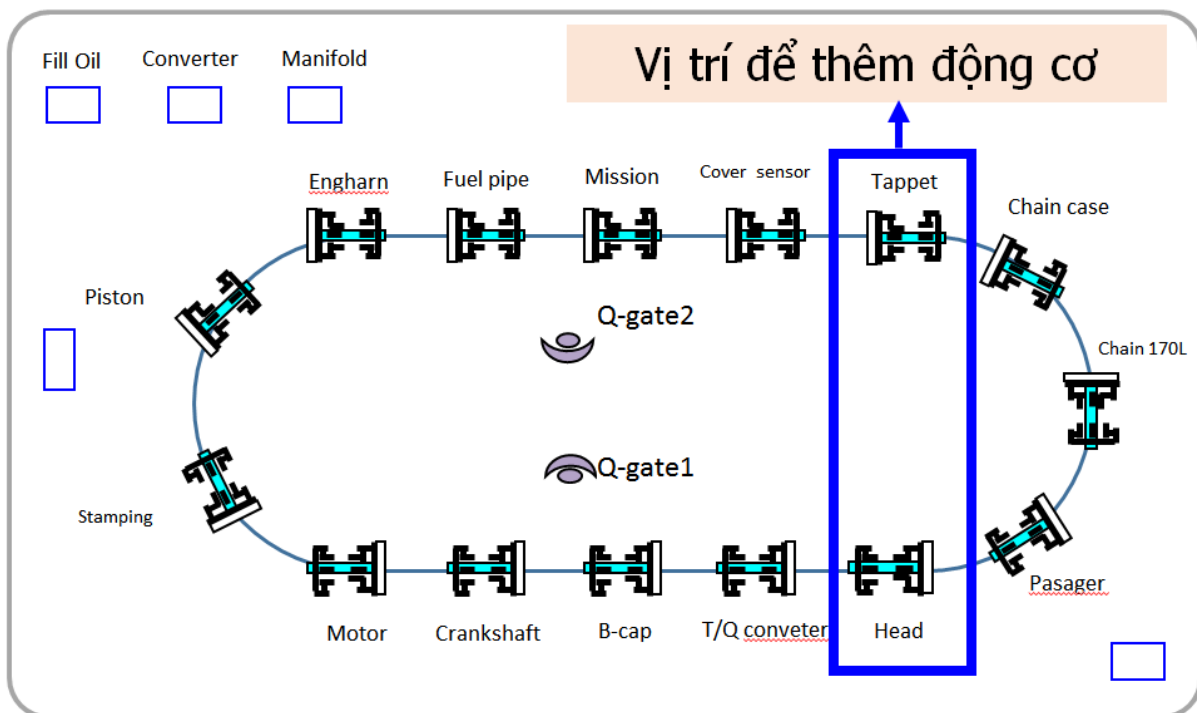 Fill Oil
Converter
Manifold
Vị trí để thêm động cơ
Engharn
Fuel pipe
Mission
Cover sensor
Tappet
Chain case
Piston
Q-gate2
Chain 170L
Q-gate1
Stamping
Pasager
Motor
Crankshaft
B-cap
T/Q conveter
Head